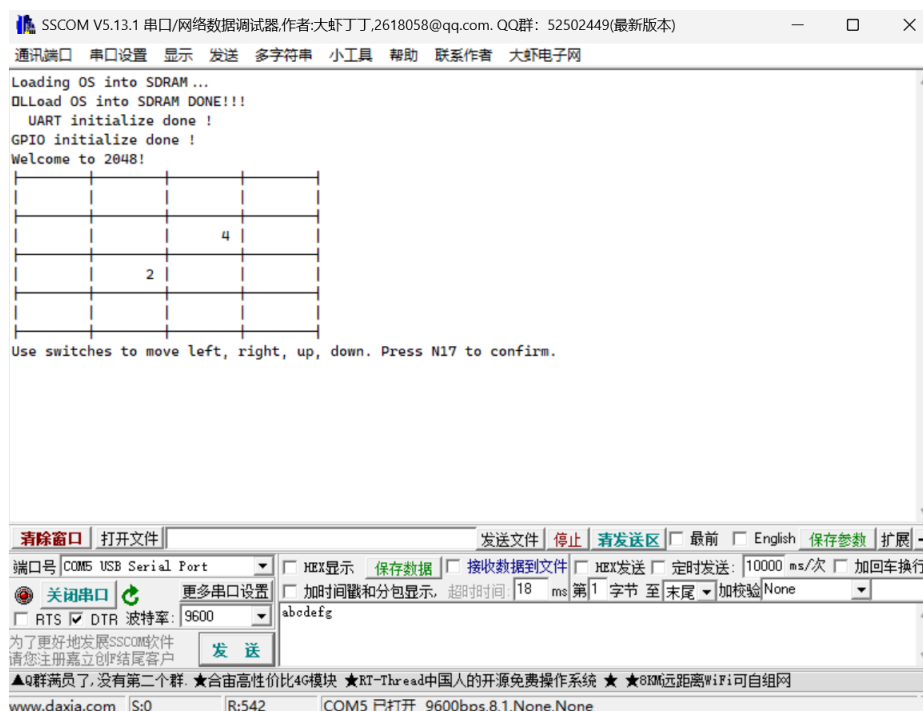 SSCOM V5.13.1 串口/网络数据调试器,作者:大虾丁丁,2618058@qq.com. QQ群: 52502449(最新版本)
通讯端口 串口设置 显示 发送 多字符串 小工具 帮助 联系作者 大虾电子网
Loading OS into SDRAM...
LLoad OS into SDRAM DONE!!!
UART initialize done !
GPIO initialize done !
Welcome to 2048!
4
2
Use switches to move left, right, up, down. Press N17 to confirm.
清除窗口 打开文件 发送文件 停止 清发送区 最前 English 保存参数 扩展 -
端口号 COM5 USB Serial Port HEX显示 保存数据 接收数据到文件 HEX发送 定时发送: 10000 ms/次 加回车换行
关闭串口 更多串口设置 加时间戳和分包显示, 超时时间: 18 ms 第1 字节 至 末尾 加校验 None
RTS DTR 波特率: 9600 abcdefg
为了更好地发展SSCOM软件
请您注册嘉立创F结尾客户
发 送
▲Q群满员了,没有第二个群. ★合宙高性价比4G模块 ★RT-Thread中国人的开源免费操作系统 ★ ★8KM远距离WiFi可自组网
www.daxia.com S:0 R:542 COM5 已打开 9600bps,8,1,None,None